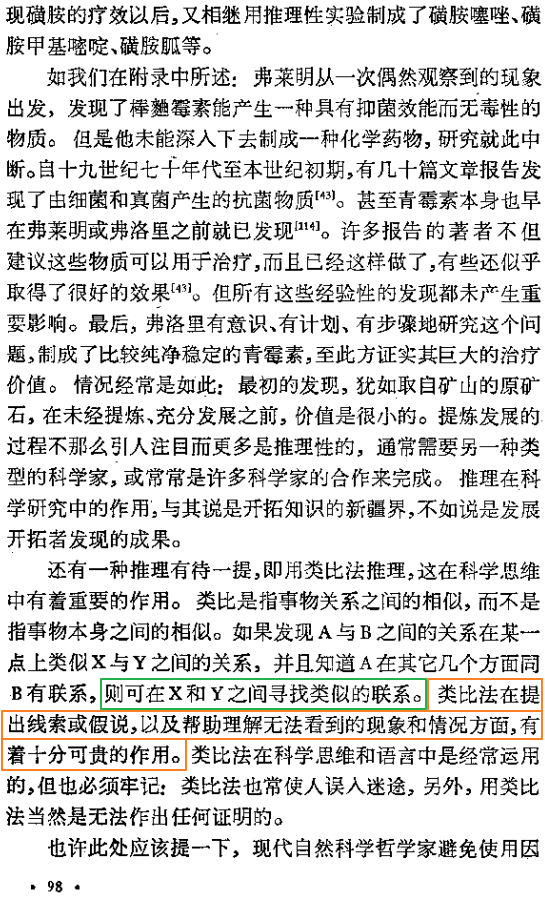 现磺胺的疗效以后,又相继用推理性实验制成了磺胺噻唑、磺
胺甲基嘧啶、磺胺胍等。
如我们在附录中所述：弗莱明从一次偶然观察到的现象
出发，发现了棒麯霉素能产生一种具有抑菌效能而无毒性的
物质。但是他未能深入下去制成一种化学药物，研究就此中
断。自十九世纪七十年代至本世纪初期,有几十篇文章报告发
现了由细菌和真菌产生的抗菌物质[43]。甚至青霉素本身也早
在弗莱明或弗洛里之前就已发现[114]。许多报告的著者不但
建议这些物质可以用于治疗,而且已经这样做了,有些还似乎
取得了很好的效果[43]。但所有这些经验性的发现都未产生重
要影响。最后，弗洛里有意识、有计划、有步骤地研究这个问
题,制成了比较纯净稳定的青霉素,至此方证实其巨大的治疗
价值。情况经常是如此：最初的发现，犹如取自矿山的原矿
石，在未经提炼、充分发展之前，价值是很小的。提炼发展的
过程不那么引人注目而更多是推理性的，通常需要另一种类
型的科学家，或常常是许多科学家的合作来完成。推理在科
学研究中的作用,与其说是开拓知识的新疆界,不如说是发展
开拓者发现的成果。
还有一种推理有待一提,即用类比法推理,这在科学思维
中有着重要的作用。类比是指事物关系之间的相似，而不是
指事物本身之间的相似。如果发现A与B之间的关系在某一
点上类似X与Y之间的关系，并且知道A在其它几个方面同
B有联系,则可在X和Y之间寻找类似的联系。类比法在提
出线索或假说,以及帮助理解无法看到的现象和情况方面,有
着十分可贵的作用。类比法在科学思维和语言中是经常运用
的,但也必须牢记：类比法也常使人误入迷途，另外，用类比
法当然是无法作出任何证明的。
也许此处应该提一下，现代自然科学哲学家避免使用因
• 98 •